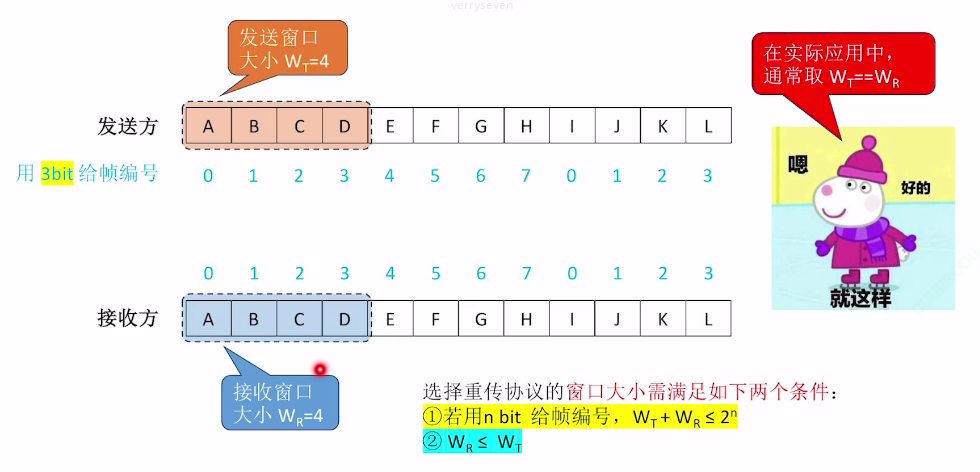 verryseven
发送窗口
大小 W_T=4
在实际应用中，
通常取 W_T==W_R
发送方 A B C D E F G H I J K L
用 3bit 给帧编号 0 1 2 3 4 5 6 7 0 1 2 3
嗯
好的
就这样
0 1 2 3 4 5 6 7 0 1 2 3
接收方 A B C D E F G H I J K L
接收窗口
大小 W_R=4
选择重传协议的窗口大小需满足如下两个条件：
①若用n bit 给帧编号，W_T + W_R ≤ 2ⁿ
② W_R ≤ W_T